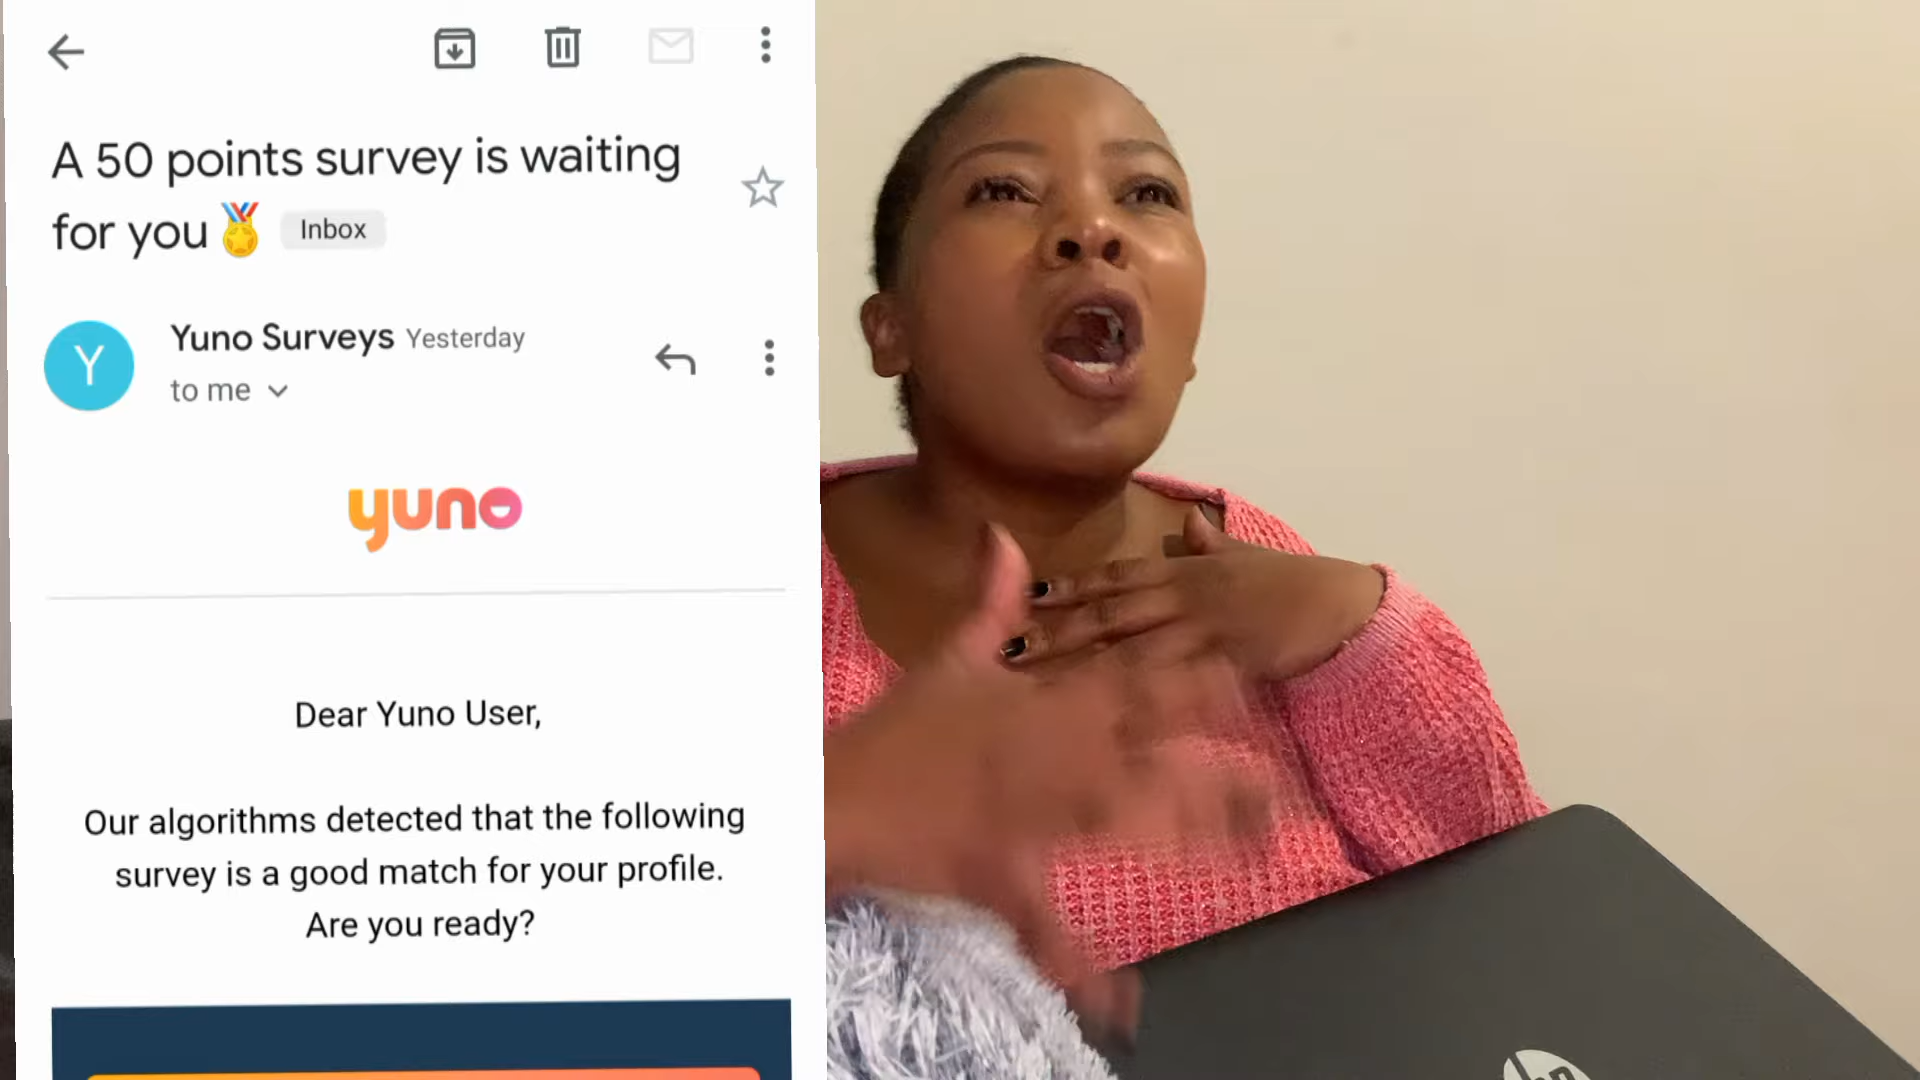 A 50 points survey is waiting
for you Inbox
Yuno Surveys Yesterday
Y
to me
yuno
Dear Yuno User,
Our algorithms detected that the following
survey is a good match for your profile.
Are you ready?
hp